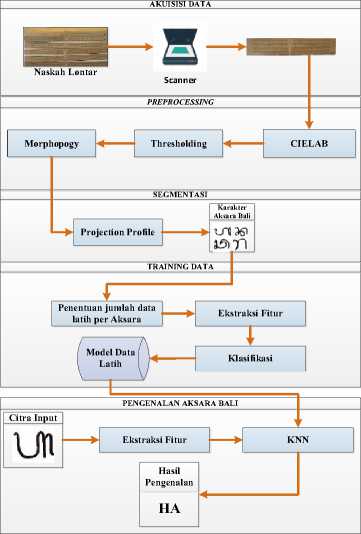 AKUISISI DATA
Naskah Lontar
Scanner
PREPROCESSING
Morphopogy
Thresholding
CIELAB
SEGMENTASI
Projection Profile
Karakter
Aksara Bali
TRAINING DATA
Penentuan jumlah data
latih per Aksara
Ekstraksi Fitur
Model Data
Latih
Klasifikasi
PENGENALAN AKSARA BALI
Citra Input
Ekstraksi Fitur
KNN
Hasil
Pengenalan
HA